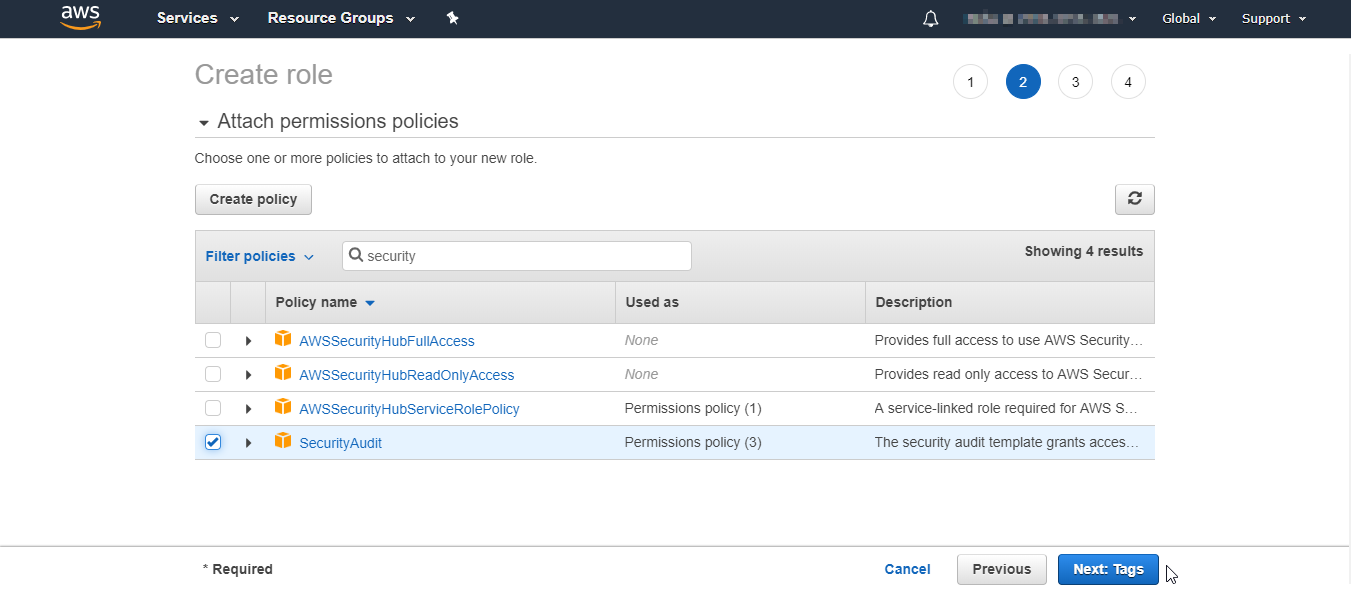 aws Services Resource Groups Global Support
Create role
1 2 3 4
Attach permissions policies
Choose one or more policies to attach to your new role.
Create policy
Filter policies security Showing 4 results
Policy name Used as Description
AWSSecurityHubFullAccess None Provides full access to use AWS Security…
AWSSecurityHubReadOnlyAccess None Provides read only access to AWS Secur…
AWSSecurityHubServiceRolePolicy Permissions policy (1) A service-linked role required for AWS S…
SecurityAudit Permissions policy (3) The security audit template grants acces…
* Required Cancel Previous Next: Tags